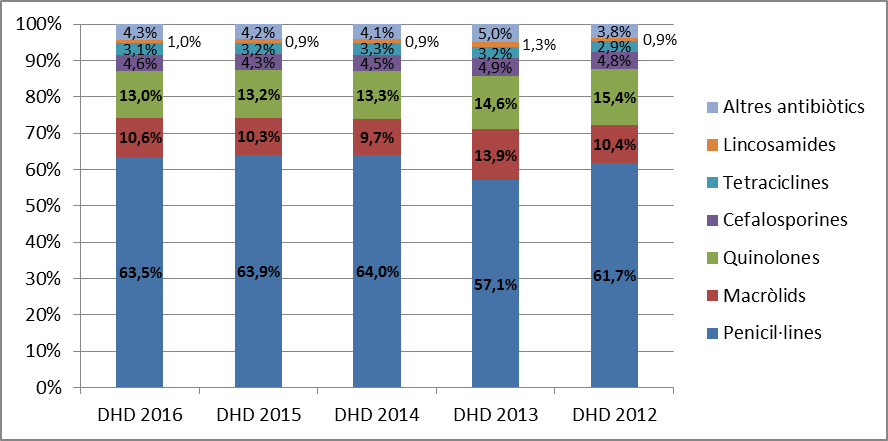 100%
90%
80%
70%
60%
50%
40%
30%
20%
10%
0%
4,3% 4,2% 4,1% 5,0% 3,8%
1,0% 0,9% 0,9% 1,3% 0,9%
3,1% 3,2% 3,3% 3,2% 2,9%
4,6% 4,3% 4,5% 4,9% 4,8%
13,0% 13,2% 13,3% 14,6% 15,4%
10,6% 10,3% 9,7% 13,9% 10,4%
63,5% 63,9% 64,0% 57,1% 61,7%
DHD 2016 DHD 2015 DHD 2014 DHD 2013 DHD 2012
Altres antibiòtics
Lincosamides
Tetraciclines
Cefalosporines
Quinolones
Macròlids
Penicil·lines